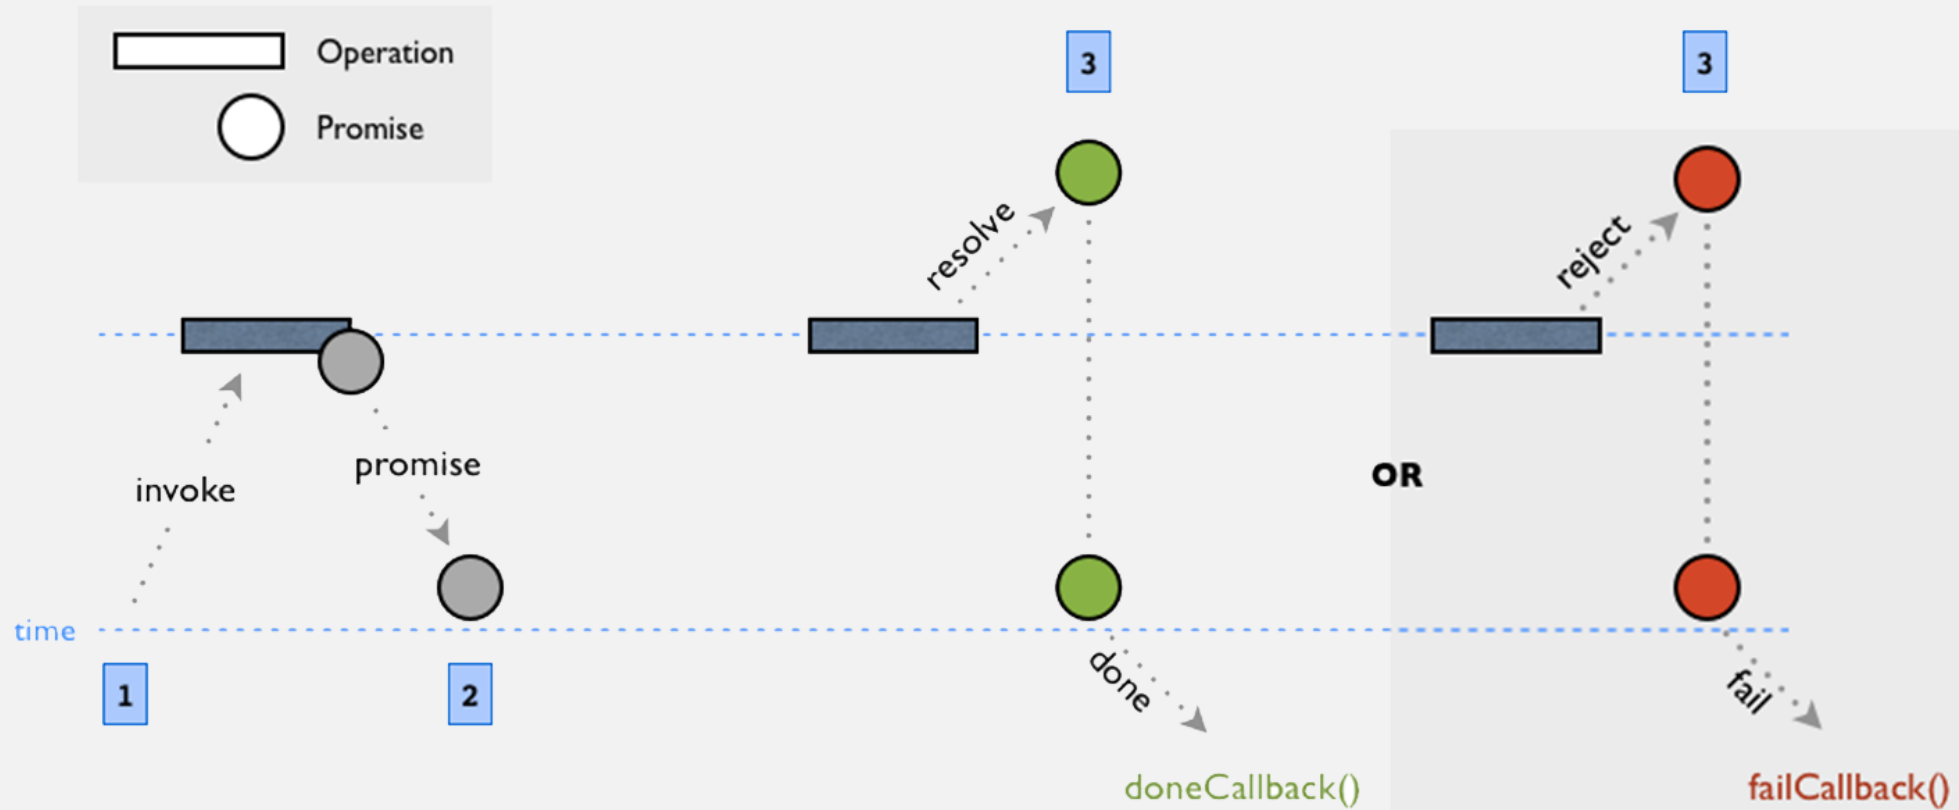 Operation
Promise
3
3
resolve
reject
promise
invoke
OR
time
1
2
done
fail
doneCallback()
failCallback()